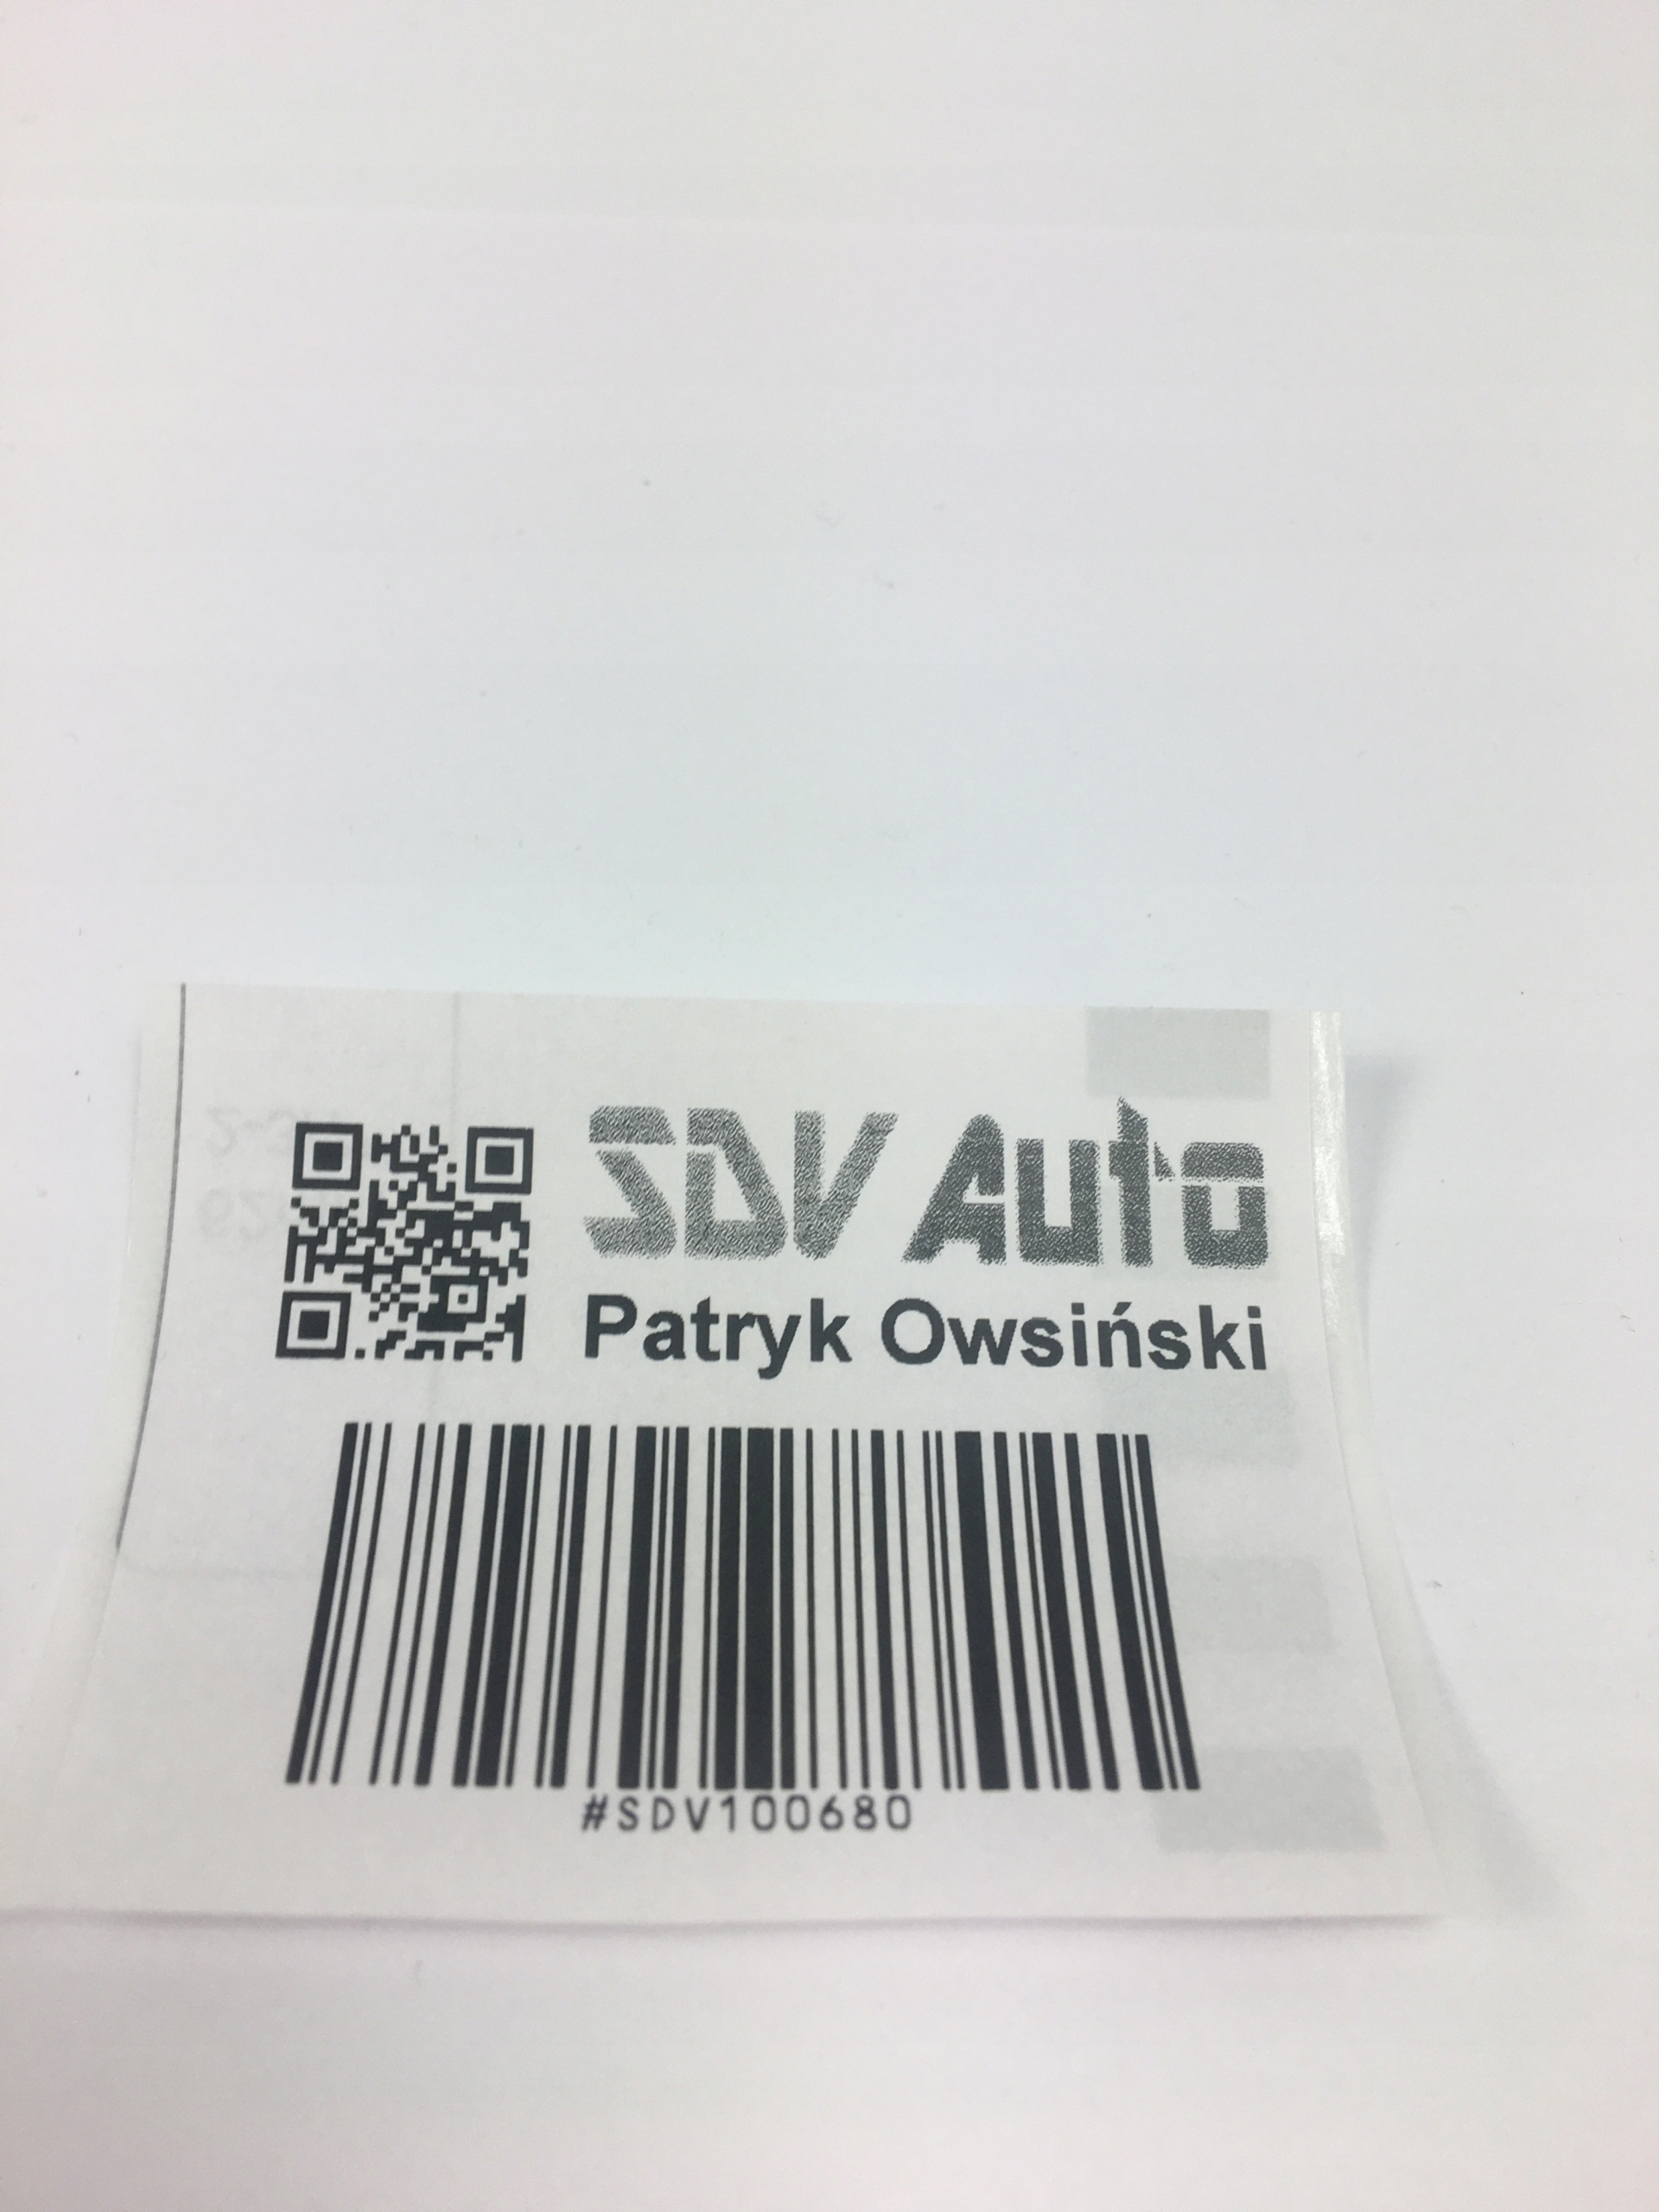 SDV Auto
Patryk Owsiński
#SDV100680